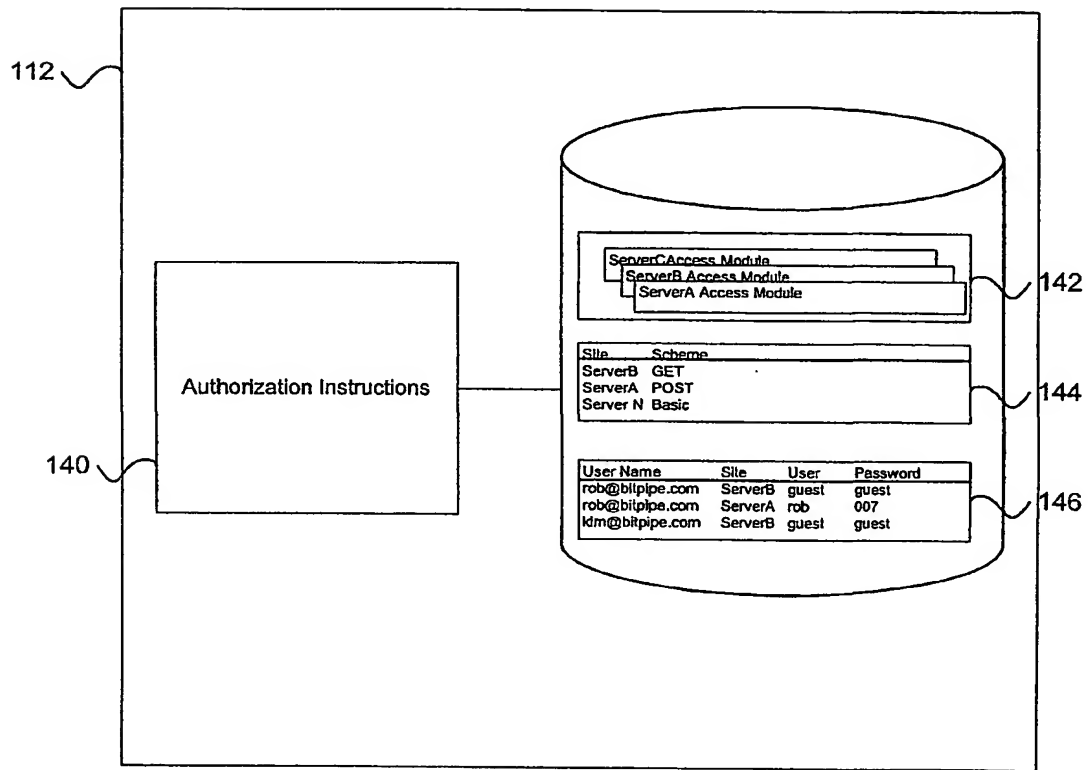 112
ServerCAccess Module
ServerB Access Module
ServerA Access Module
142
Site Scheme
ServerB GET
ServerA POST
Server N Basic
144
Authorization Instructions
140
User Name Site User Password
rob@bitpipe.com ServerB guest guest
rob@bitpipe.com ServerA rob 007
kim@bitpipe.com ServerB guest guest
146